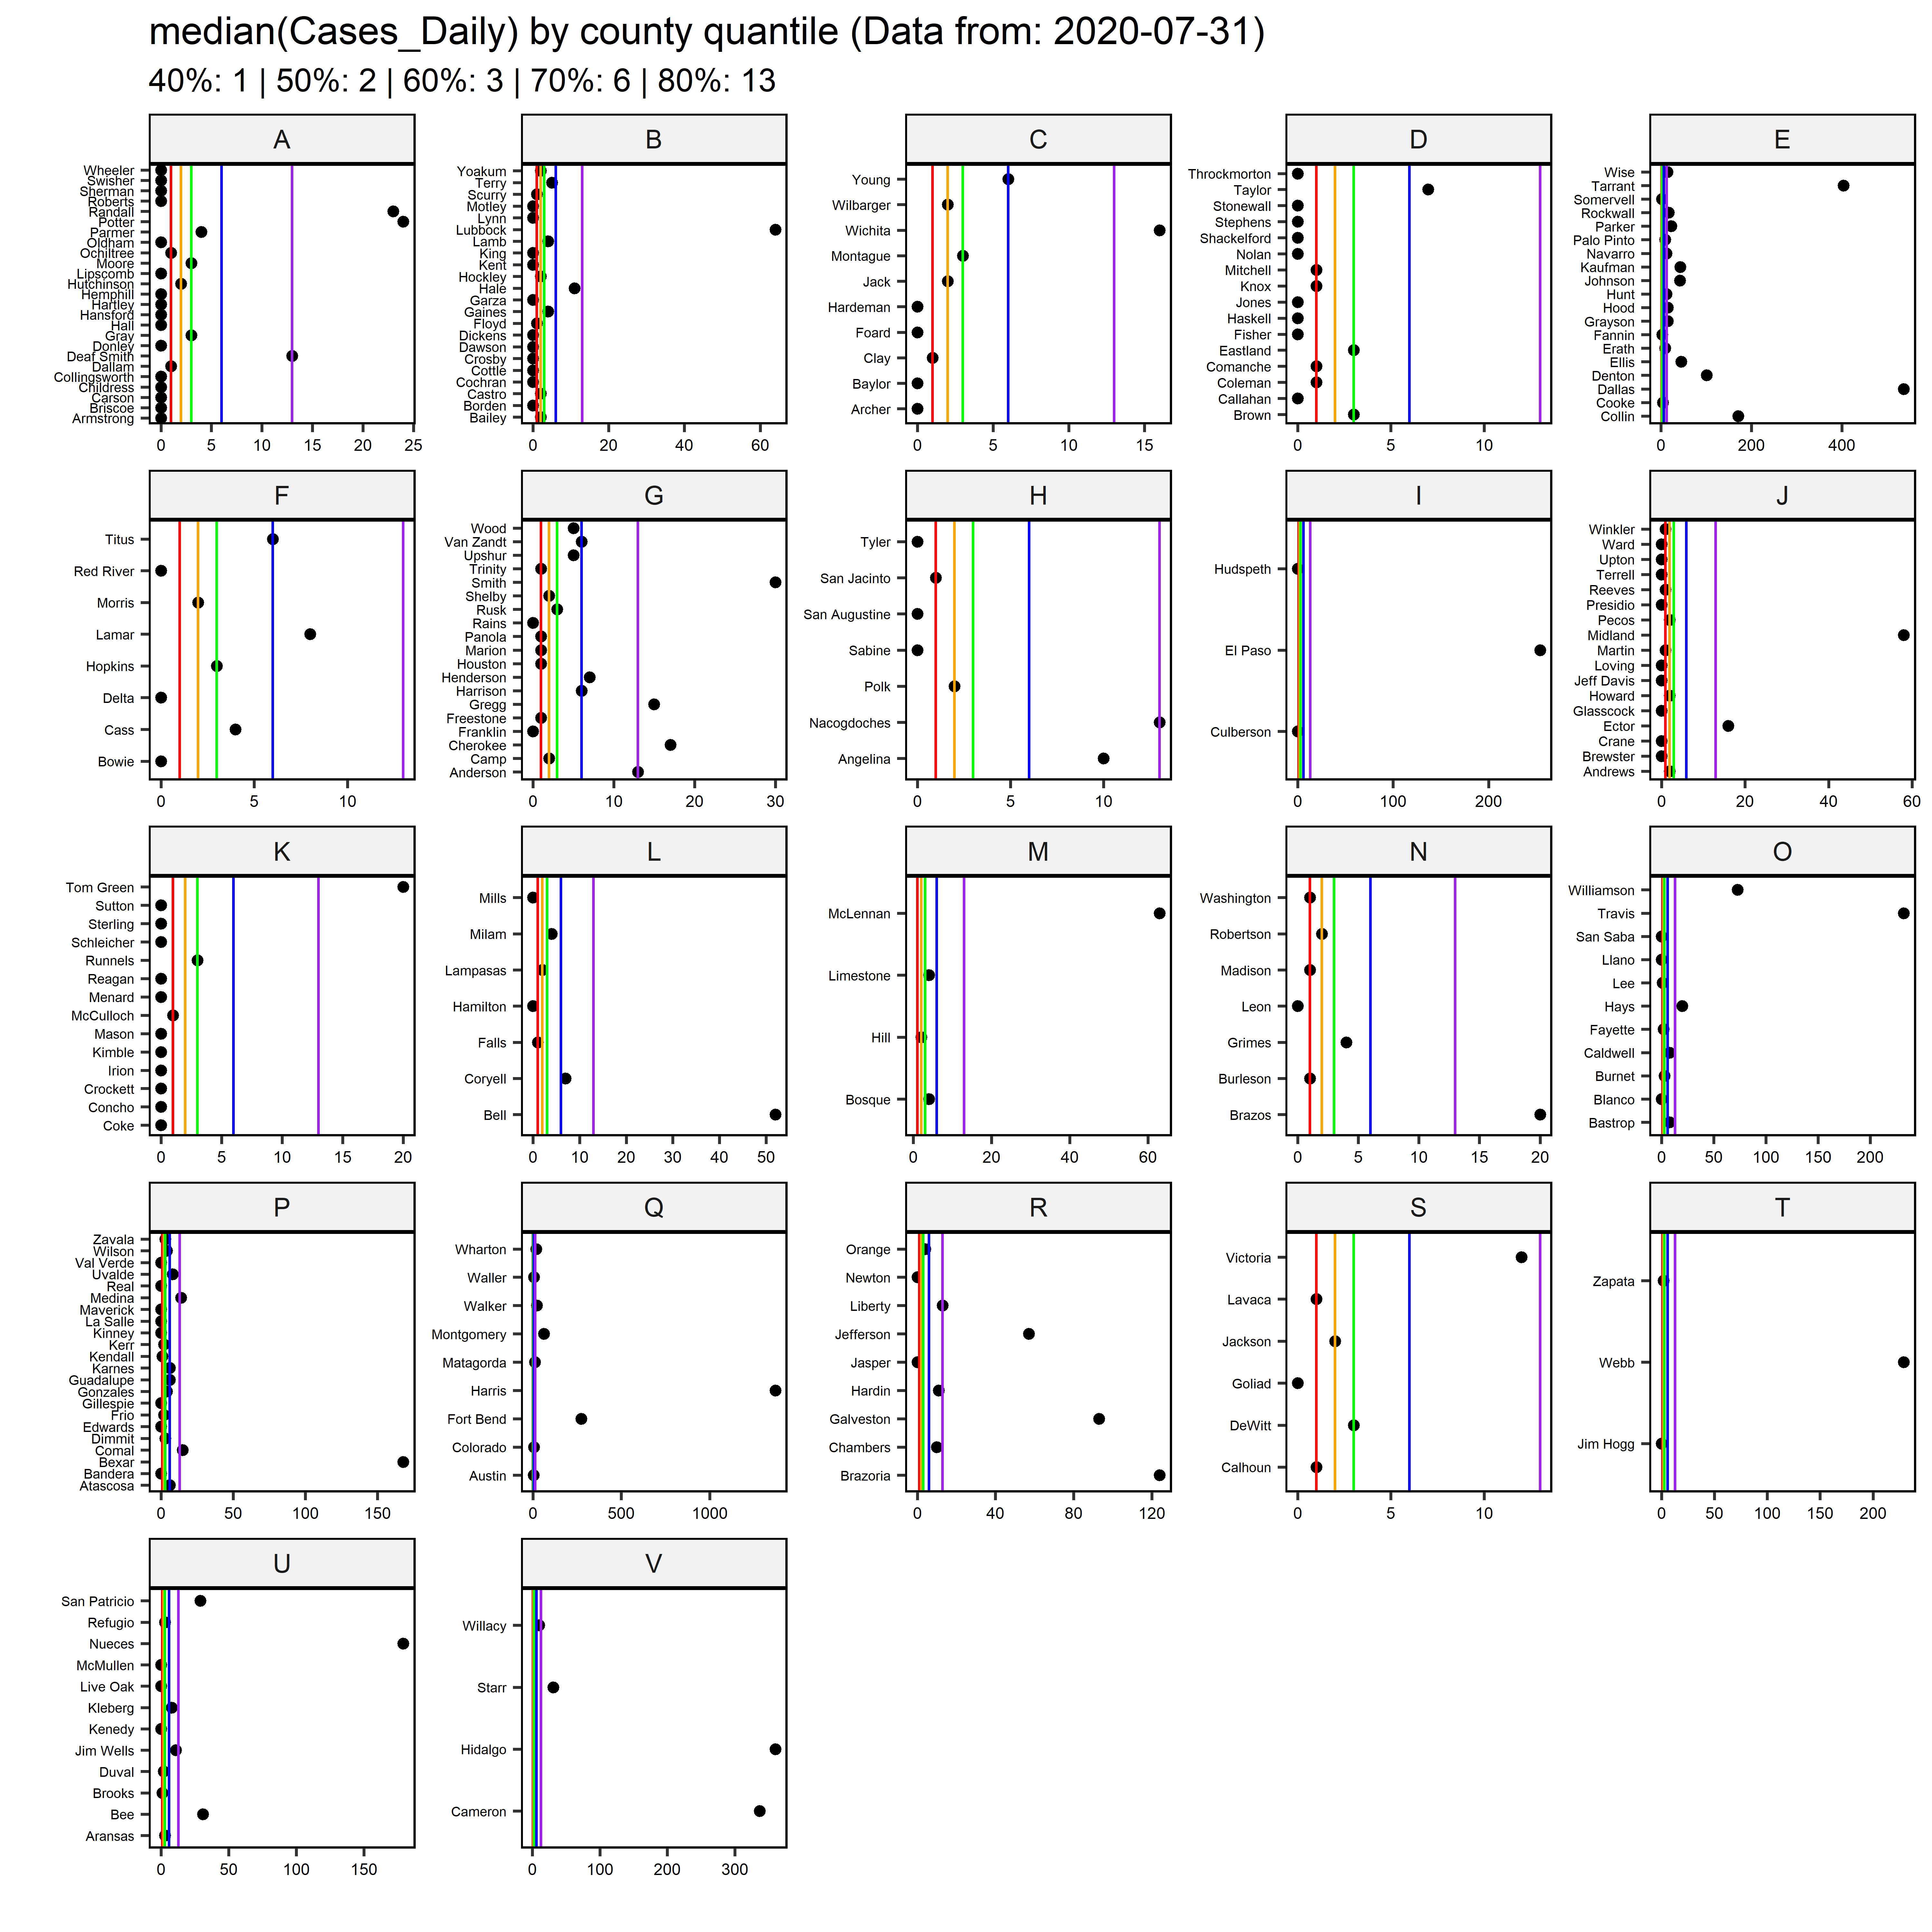 median(Cases_Daily) by county quantile (Data from: 2020-07-31)
40%: 1 | 50%: 2 | 60%: 3 | 70%: 6 | 80%: 13
A
Wheeler
Swisher
Sherman
Roberts
Randall
Potter
Parmer
Oldham
Ochiltree
Moore
Lipscomb
Hutchinson
Hemphill
Hartley
Hansford
Hall
Gray
Donley
Deaf Smith
Dallam
Collingsworth
Childress
Carson
Briscoe
Armstrong
0 5 10 15 20 25
B
Yoakum
Terry
Scurry
Motley
Lynn
Lubbock
Lamb
King
Kent
Hockley
Hale
Garza
Gaines
Floyd
Dickens
Dawson
Crosby
Cottle
Cochran
Castro
Borden
Bailey
0 20 40 60
C
Young
Wilbarger
Wichita
Montague
Jack
Hardeman
Foard
Clay
Baylor
Archer
0 5 10 15
D
Throckmorton
Taylor
Stonewall
Stephens
Shackelford
Nolan
Mitchell
Knox
Jones
Haskell
Fisher
Eastland
Comanche
Coleman
Callahan
Brown
0 5 10
E
Wise
Tarrant
Somervell
Rockwall
Parker
Palo Pinto
Navarro
Kaufman
Johnson
Hunt
Hood
Grayson
Fannin
Erath
Ellis
Denton
Dallas
Cooke
Collin
0 200 400
F
Titus
Red River
Morris
Lamar
Hopkins
Delta
Cass
Bowie
0 5 10
G
Wood
Van Zandt
Upshur
Trinity
Smith
Shelby
Rusk
Rains
Panola
Marion
Houston
Henderson
Harrison
Gregg
Freestone
Franklin
Cherokee
Camp
Anderson
0 10 20 30
H
Tyler
San Jacinto
San Augustine
Sabine
Polk
Nacogdoches
Angelina
0 5 10
I
Hudspeth
El Paso
Culberson
0 100 200
J
Winkler
Ward
Upton
Terrell
Reeves
Presidio
Pecos
Midland
Martin
Loving
Jeff Davis
Howard
Glasscock
Ector
Crane
Brewster
Andrews
0 20 40 60
K
Tom Green
Sutton
Sterling
Schleicher
Runnels
Reagan
Menard
McCulloch
Mason
Kimble
Irion
Crockett
Concho
Coke
0 5 10 15 20
L
Mills
Milam
Lampasas
Hamilton
Falls
Coryell
Bell
0 10 20 30 40 50
M
McLennan
Limestone
Hill
Bosque
0 20 40 60
N
Washington
Robertson
Madison
Leon
Grimes
Burleson
Brazos
0 5 10 15 20
O
Williamson
Travis
San Saba
Llano
Lee
Hays
Fayette
Caldwell
Burnet
Blanco
Bastrop
0 50 100 150 200
P
Zavala
Wilson
Val Verde
Uvalde
Real
Medina
Maverick
La Salle
Kinney
Kerr
Kendall
Karnes
Guadalupe
Gonzales
Gillespie
Frio
Edwards
Dimmit
Comal
Bexar
Bandera
Atascosa
0 50 100 150
Q
Wharton
Waller
Walker
Montgomery
Matagorda
Harris
Fort Bend
Colorado
Austin
0 500 1000
R
Orange
Newton
Liberty
Jefferson
Jasper
Hardin
Galveston
Chambers
Brazoria
0 40 80 120
S
Victoria
Lavaca
Jackson
Goliad
DeWitt
Calhoun
0 5 10
T
Zapata
Webb
Jim Hogg
0 50 100 150 200
U
San Patricio
Refugio
Nueces
McMullen
Live Oak
Kleberg
Kenedy
Jim Wells
Duval
Brooks
Bee
Aransas
0 50 100 150
V
Willacy
Starr
Hidalgo
Cameron
0 100 200 300